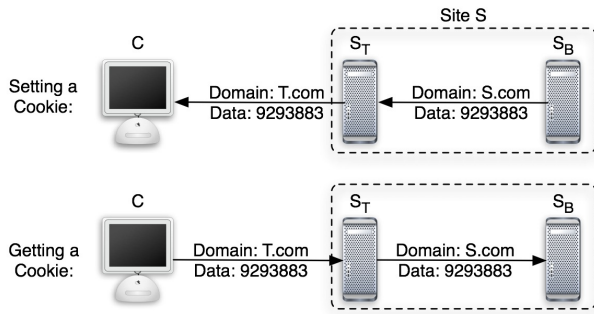 Site S
C
S_T
S_B
Setting a
Cookie:
Domain: T.com
Data: 9293883
Domain: S.com
Data: 9293883
C
S_T
S_B
Getting a
Cookie:
Domain: T.com
Data: 9293883
Domain: S.com
Data: 9293883